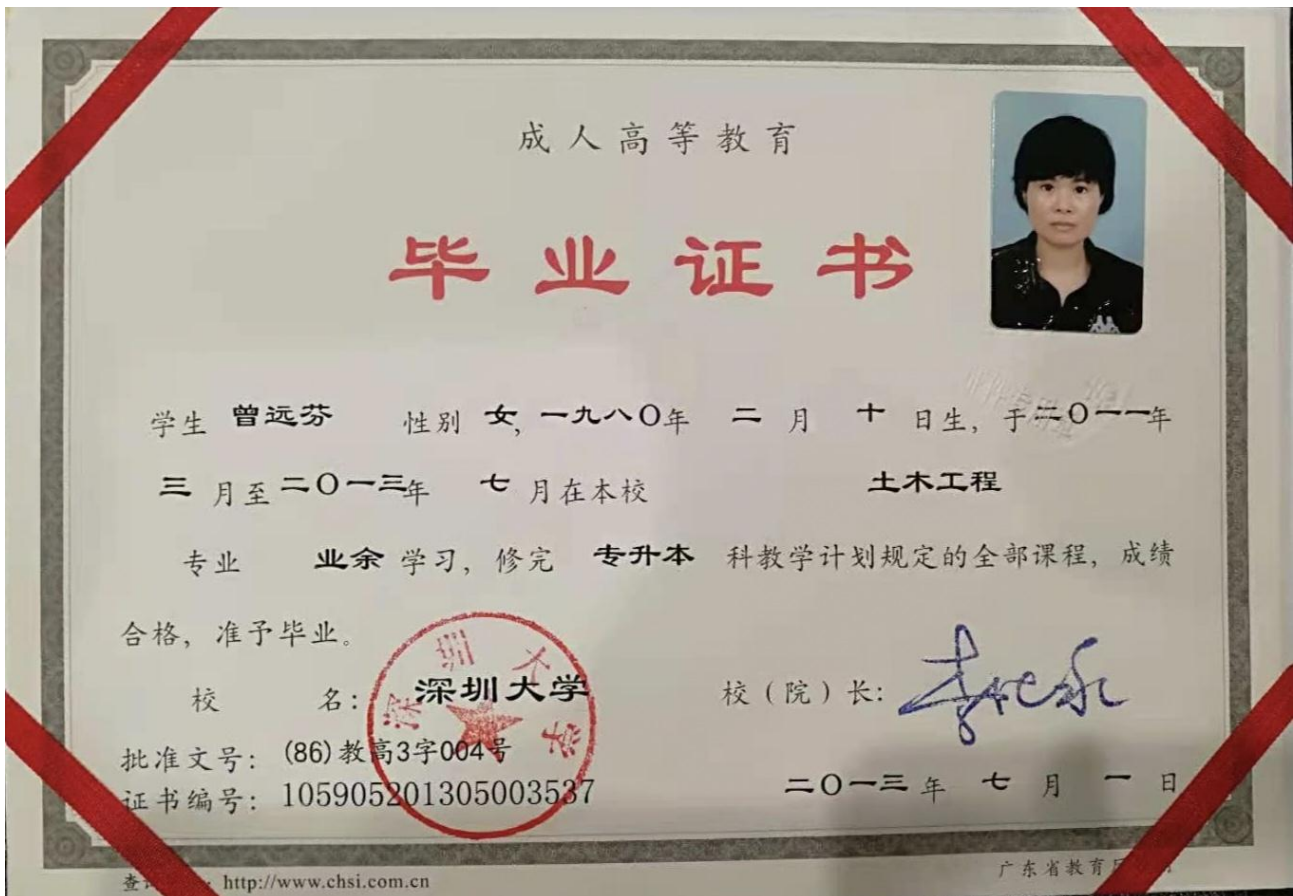 成人高等教育
毕业证书
学生 曾远芬 性别 女, 一九八〇年 二 月 十 日生, 于二〇一一年
三 月至二〇一三年 七 月在本校 土木工程
专业 业余 学习, 修完 专升本 科教学计划规定的全部课程, 成绩
合格, 准予毕业。
校 名: 深圳大学 校（院）长:
深圳大学
批准文号: (86)教高3字004号
证书编号: 105905201305003537 二〇一三年 七 月 一 日
http://www.chsi.com.cn 广东省教育